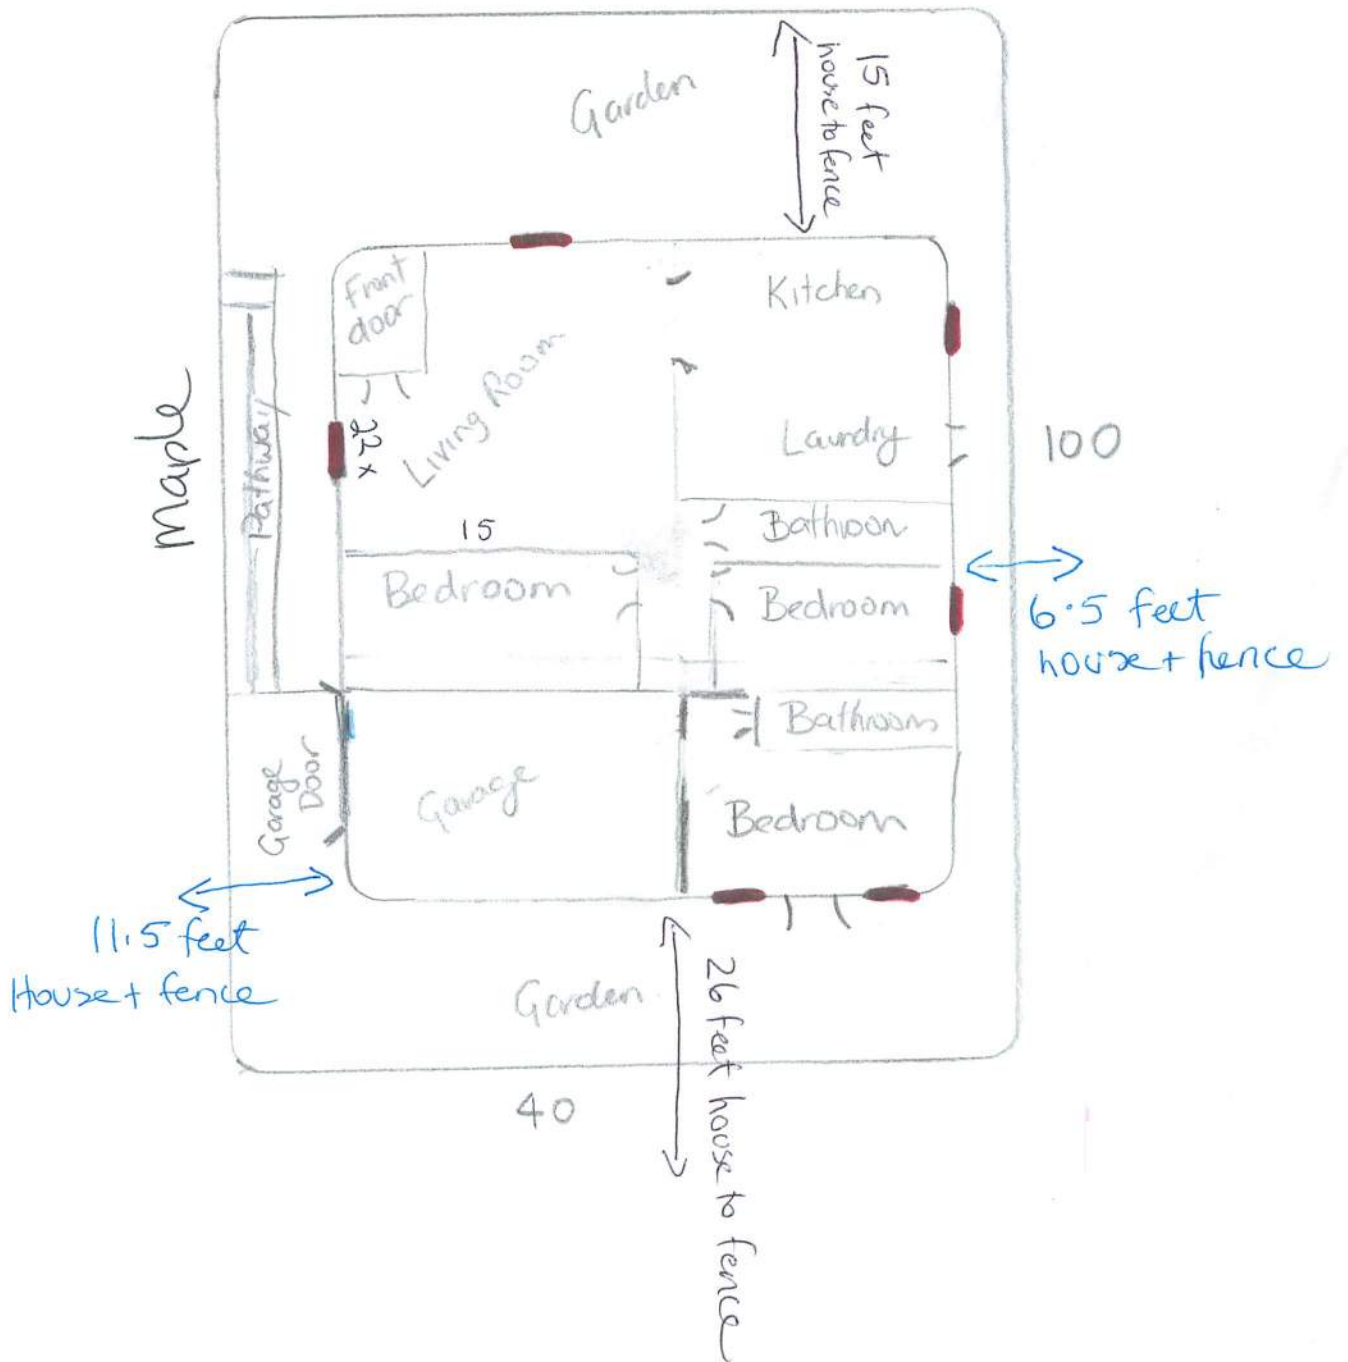 Garden
15 feet
house to fence
Front
door
Kitchen
Living Room
22 x
Laundry
100
Maple
Pathway
15
Bathroom
Bedroom
Bedroom
6.5 feet
house + fence
Garage
Door
Garage
Bathroom
Bedroom
11.5 feet
House + fence
Garden
26 feet house to fence
40